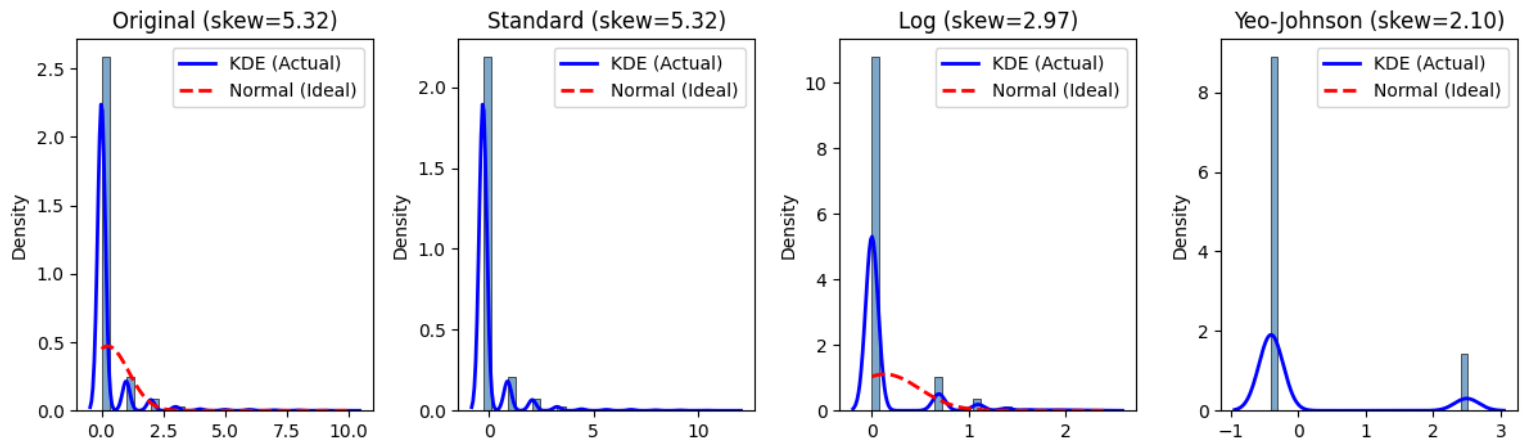 Original (skew=5.32)
KDE (Actual)
Normal (Ideal)
Density
2.5
2.0
1.5
1.0
0.5
0.0
0.0 2.5 5.0 7.5 10.0
Standard (skew=5.32)
KDE (Actual)
Normal (Ideal)
Density
2.0
1.5
1.0
0.5
0.0
0 5 10
Log (skew=2.97)
KDE (Actual)
Normal (Ideal)
Density
10
8
6
4
2
0
0 1 2
Yeo-Johnson (skew=2.10)
KDE (Actual)
Normal (Ideal)
Density
8
6
4
2
0
−1 0 1 2 3